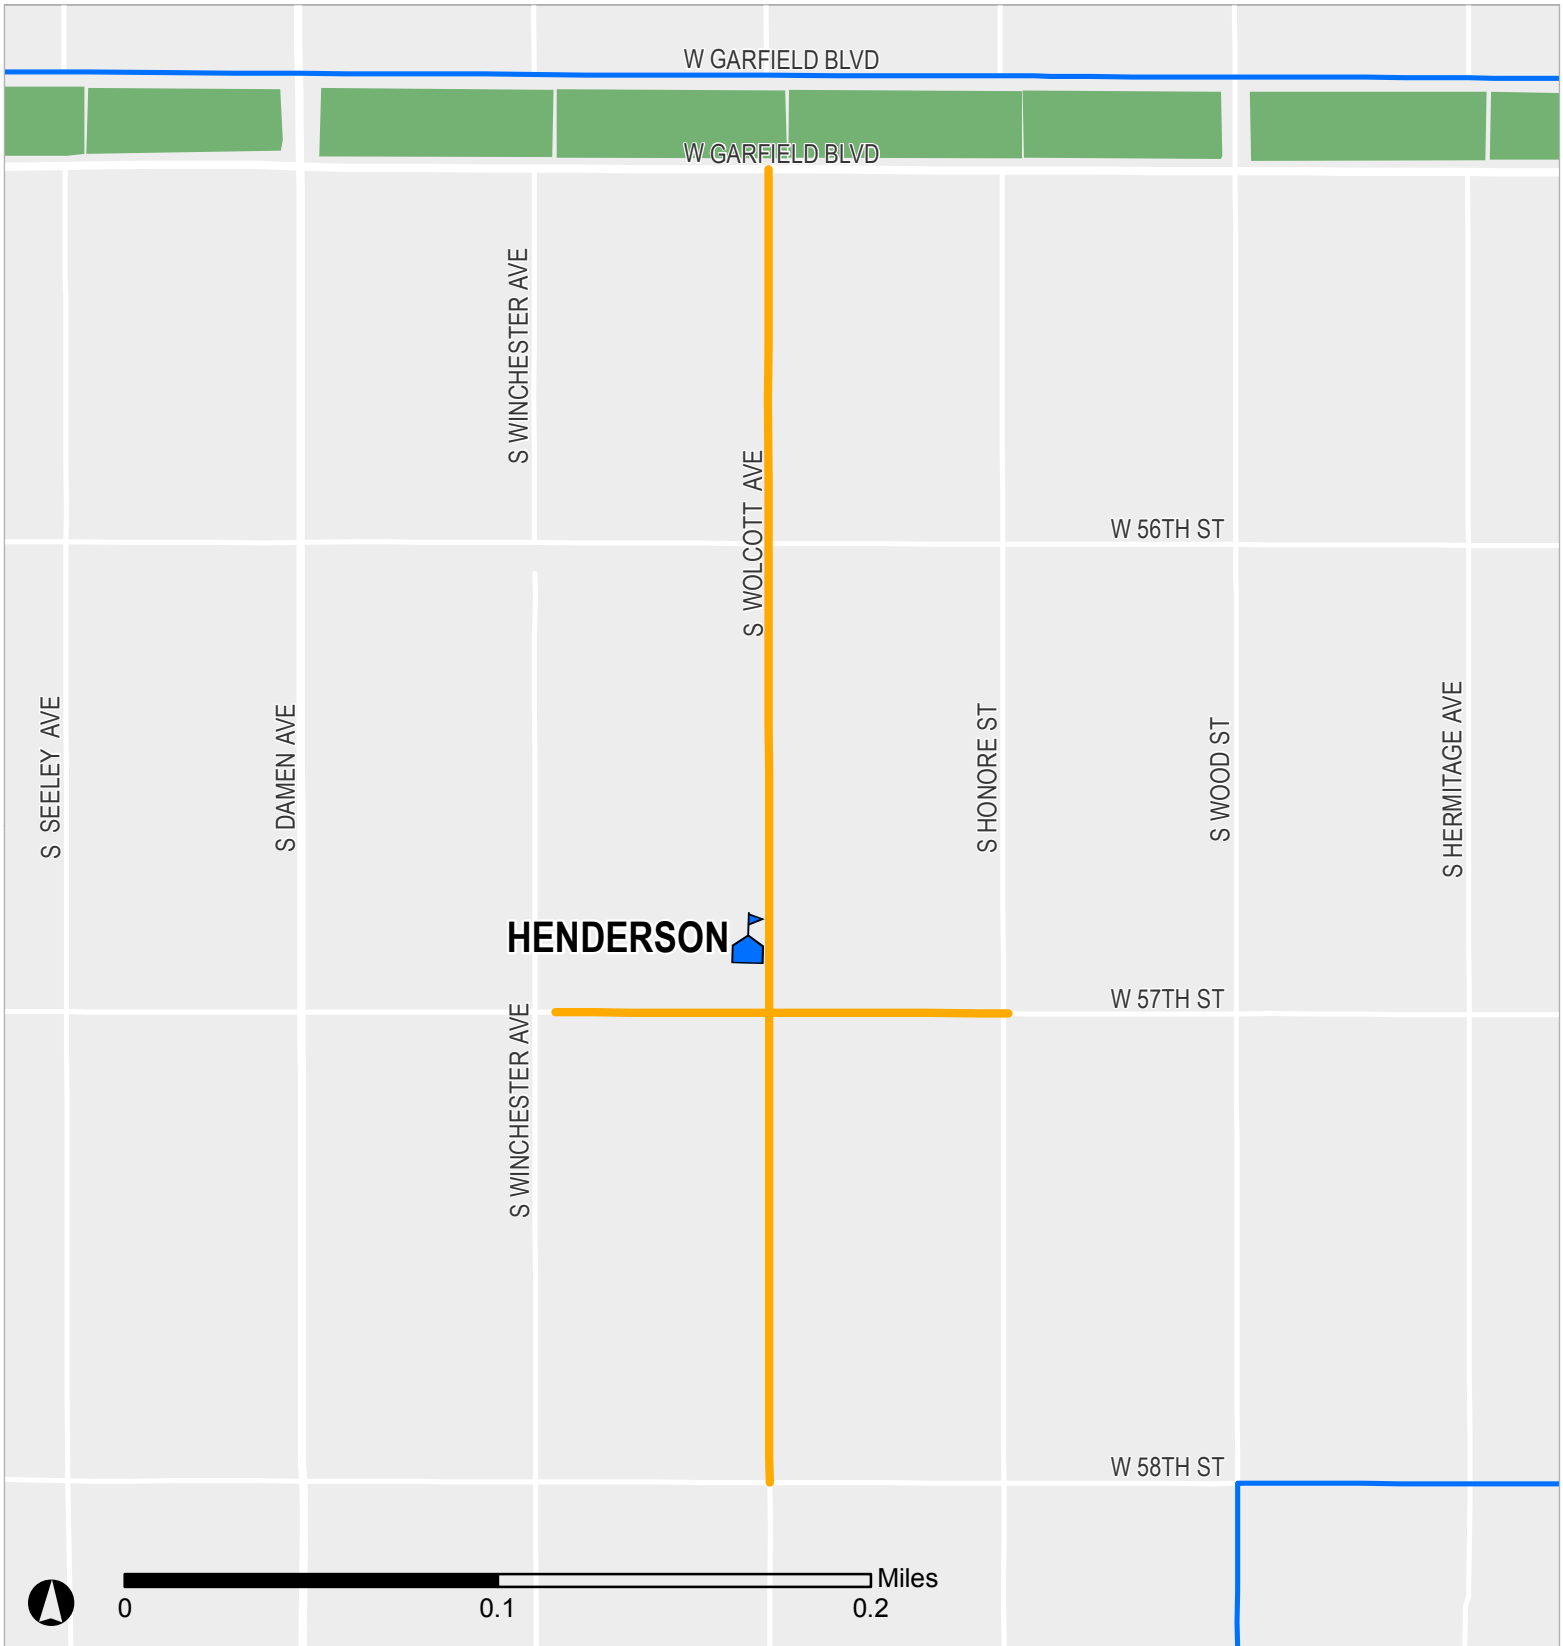 W GARFIELD BLVD
W GARFIELD BLVD
S WINCHESTER AVE
S WOLCOTT AVE
W 56TH ST
S SEELEY AVE
S DAMEN AVE
S HONORE ST
S WOOD ST
S HERMITAGE AVE
HENDERSON
W 57TH ST
S WINCHESTER AVE
W 58TH ST
Miles
0 0.1 0.2